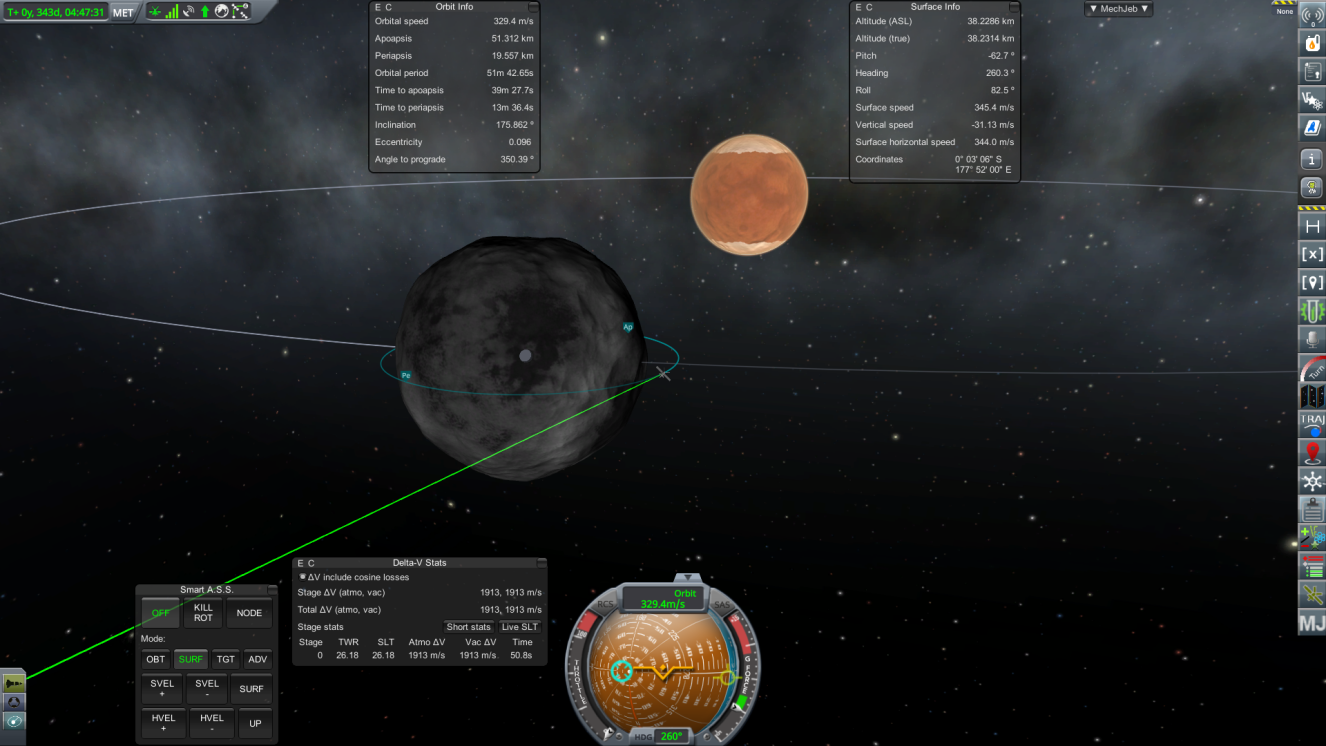 T+ 0y, 343d, 04:47:31 MET
E C Orbit Info
Orbital speed 329.4 m/s
Apoapsis 51.312 km
Periapsis 19.557 km
Orbital period 51m 42.65s
Time to apoapsis 39m 27.7s
Time to periapsis 13m 36.4s
Inclination 175.862 º
Eccentricity 0.096
Angle to prograde 350.39 º
E C Surface Info
Altitude (ASL) 38.2286 km
Altitude (true) 38.2314 km
Pitch -62.7 º
Heading 260.3 º
Roll 82.5 º
Surface speed 345.4 m/s
Vertical speed -31.13 m/s
Surface horizontal speed 344.0 m/s
Coordinates 0° 03' 06" S
177° 52' 00" E
▼ MechJeb ▼
None
0
Turn
TRAJ
MJ
Ap
Pe
Smart A.S.S.
OFF
KILL
ROT
NODE
Mode:
OBT SURF TGT ADV
SVEL
+
SVEL
-
SURF
HVEL
+
HVEL
-
UP
E C Delta-V Stats
ΔV include cosine losses
Stage ΔV (atmo, vac) 1913, 1913 m/s
Total ΔV (atmo, vac) 1913, 1913 m/s
Stage stats Short stats Live SLT
Stage TWR SLT Atmo ΔV Vac ΔV Time
0 26.18 26.18 1913 m/s 1913 m/s 50.8s
Orbit
329.4m/s
RCS
SAS
THROTTLE
G FORCE
HDG 260°